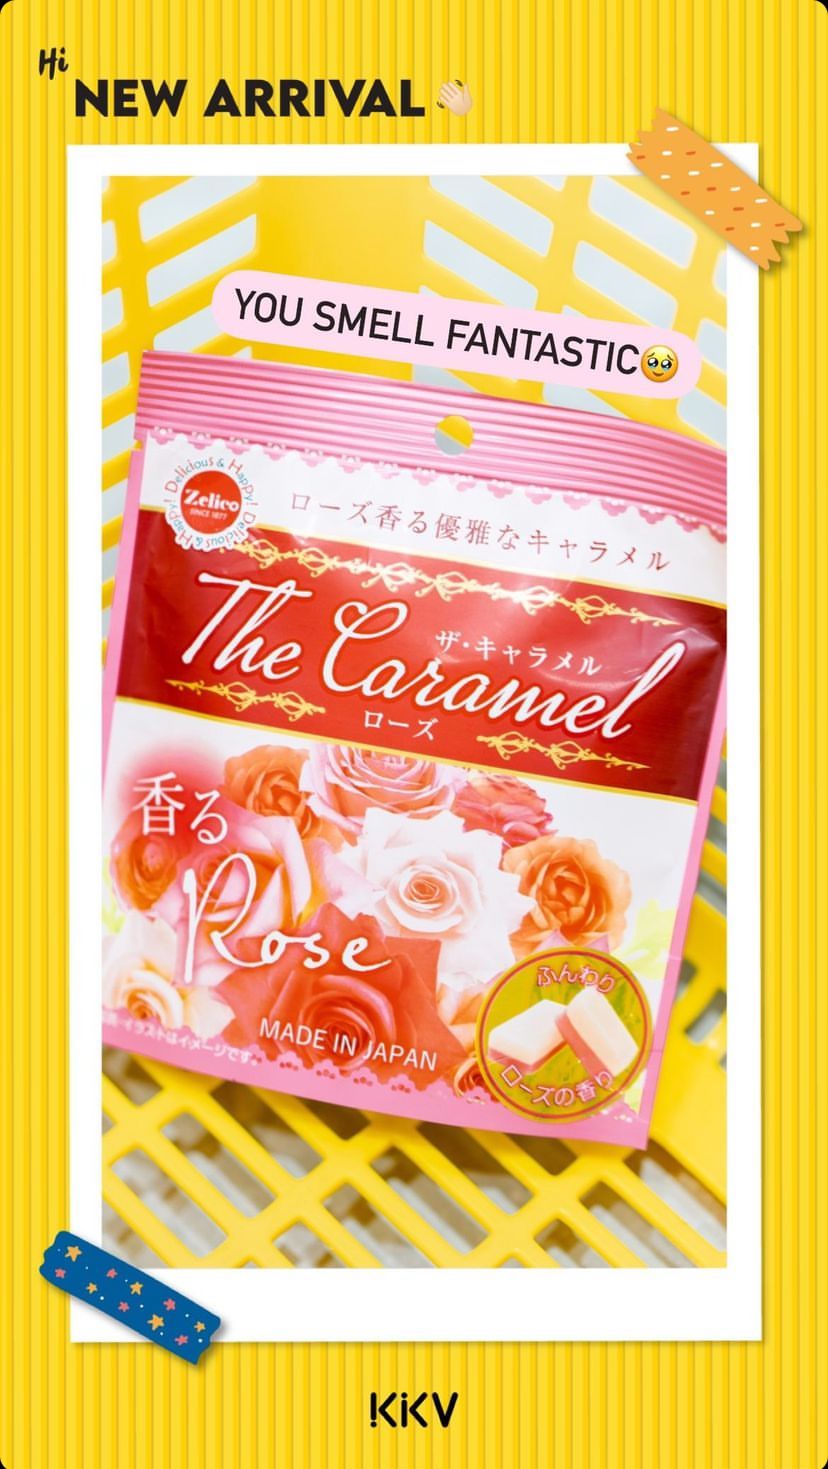 Hi
NEW ARRIVAL👋🏻
YOU SMELL FANTASTIC🥹
Delicious & Happy! Delicious & Happy!
Zelico
SINCE 1877
ローズ香る優雅なキャラメル
The Caramel
ザ・キャラメル
ローズ
香る
Rose
ふんわり
ローズの香り
MADE IN JAPAN
イラストはイメージです。
KKV